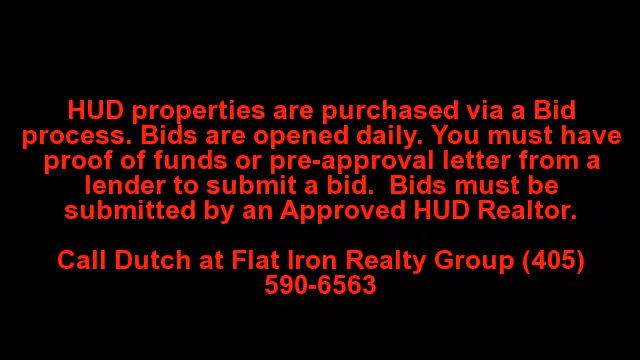 HUD properties are purchased via a Bid
process. Bids are opened daily. You must have
proof of funds or pre-approval letter from a
lender to submit a bid.  Bids must be
submitted by an Approved HUD Realtor.

Call Dutch at Flat Iron Realty Group (405)
590-6563